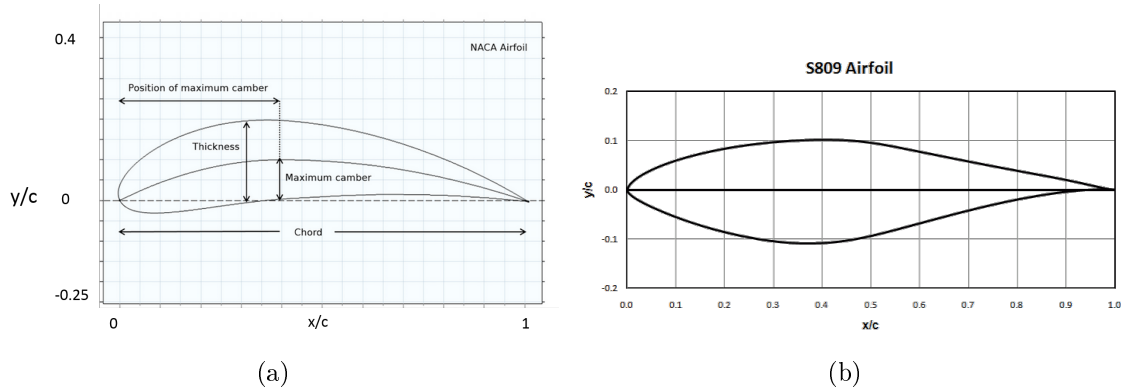 0.4
NACA Airfoil
Position of maximum camber
Thickness
Maximum camber
y/c
0
Chord
-0.25
0
x/c
1
(a)
S809 Airfoil
0.2
0.1
0.0
-0.1
-0.2
y/c
0.0 0.1 0.2 0.3 0.4 0.5 0.6 0.7 0.8 0.9 1.0
x/c
(b)